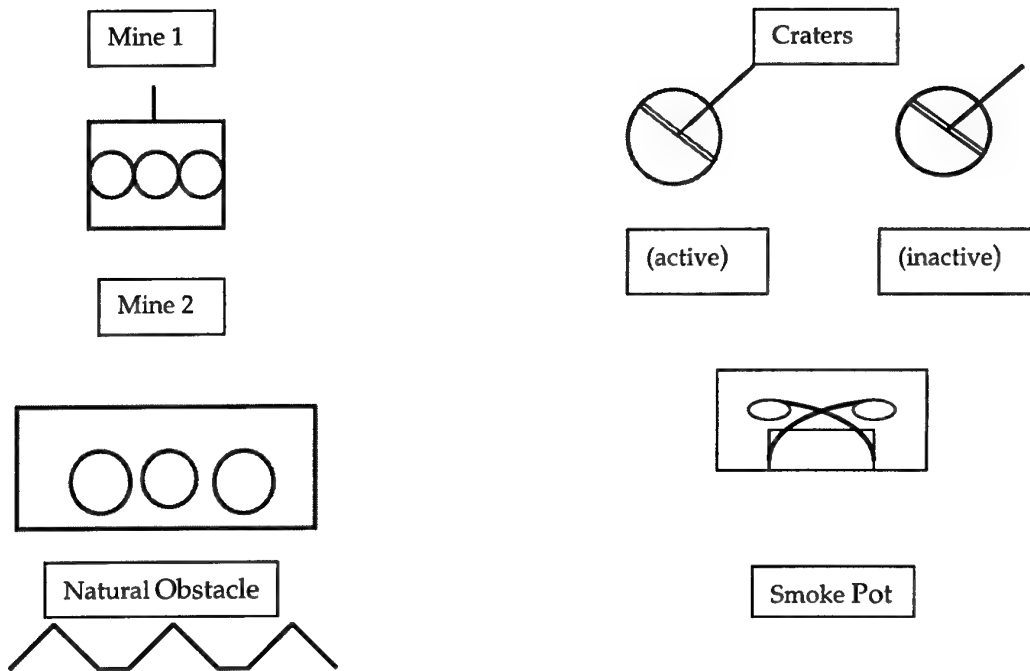 Mine 1
Craters
(active)
(inactive)
Mine 2
Natural Obstacle
Smoke Pot